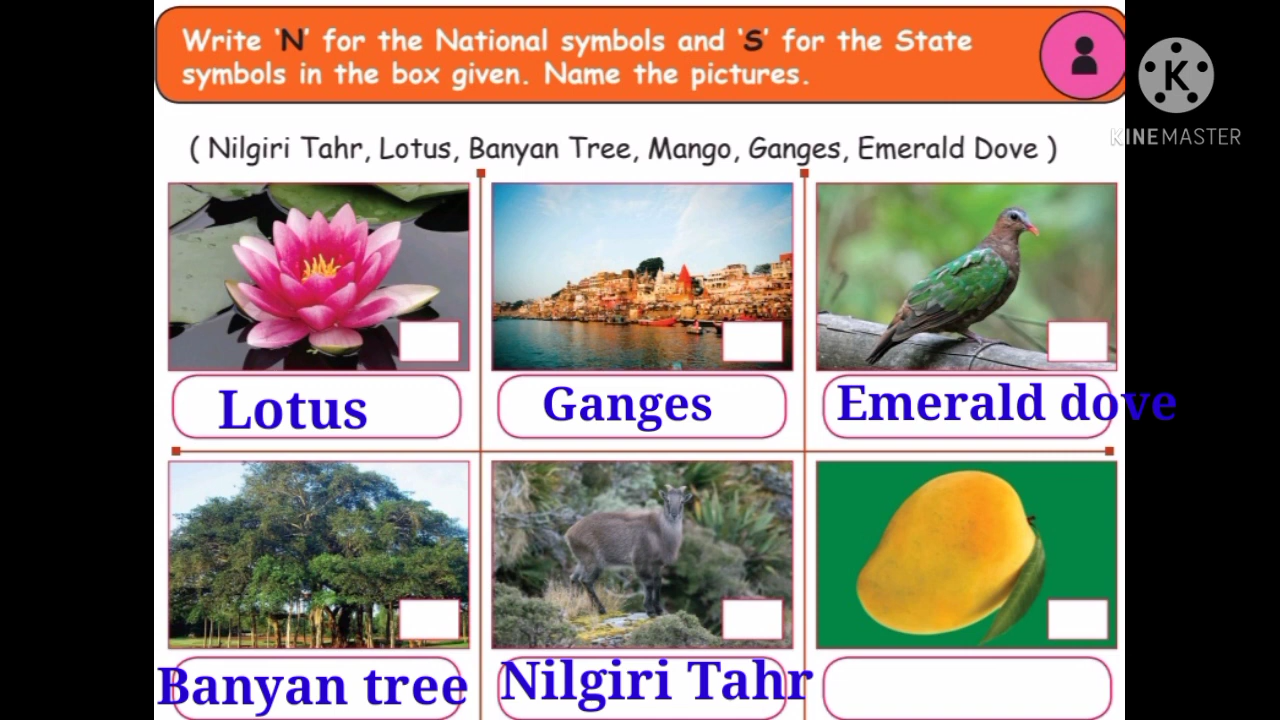 Write 'N' for the National symbols and 'S' for the State
symbols in the box given. Name the pictures.
KINEMASTER
K
( Nilgiri Tahr, Lotus, Banyan Tree, Mango, Ganges, Emerald Dove )
Lotus
Ganges
Emerald dove
Banyan tree
Nilgiri Tahr